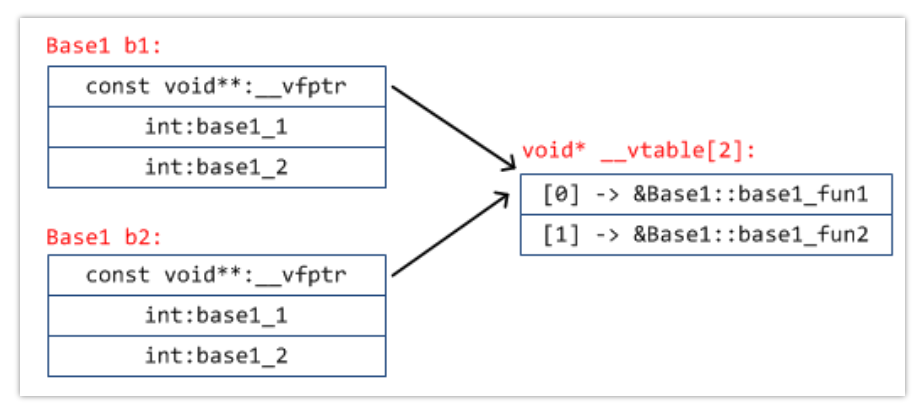 Base1 b1:
const void**:__vfptr
int:base1_1
int:base1_2
void* __vtable[2]:
[0] -> &Base1::base1_fun1
[1] -> &Base1::base1_fun2
Base1 b2:
const void**:__vfptr
int:base1_1
int:base1_2